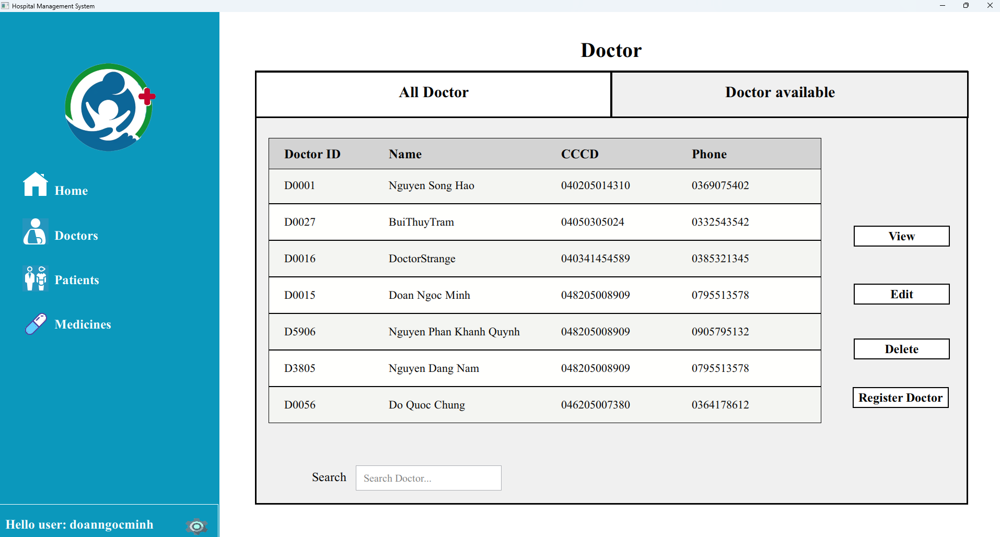 Hospital Management System
Doctor
All Doctor Doctor available
Doctor ID Name CCCD Phone
D0001 Nguyen Song Hao 040205014310 0369075402
D0027 BuiThuyTram 04050305024 0332543542
D0016 DoctorStrange 040341454589 0385321345
D0015 Doan Ngoc Minh 048205008909 0795513578
D5906 Nguyen Phan Khanh Quynh 048205008909 0905795132
D3805 Nguyen Dang Nam 048205008909 0795513578
D0056 Do Quoc Chung 046205007380 0364178612
View
Edit
Delete
Register Doctor
Search Search Doctor...
Home
Doctors
Patients
Medicines
Hello user: doanngocminh